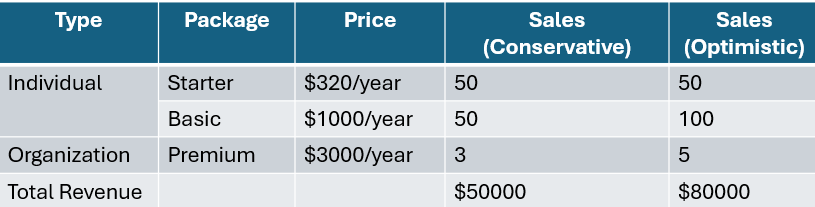 Type Package Price Sales (Conservative) Sales (Optimistic)
Individual Starter $320/year 50 50
Basic $1000/year 50 100
Organization Premium $3000/year 3 5
Total Revenue $50000 $80000